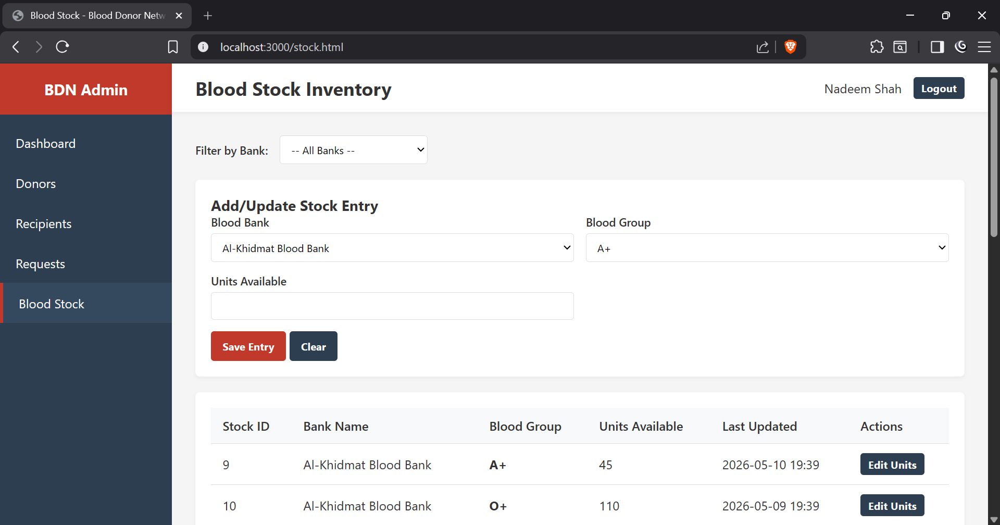 Blood Stock - Blood Donor Netw
localhost:3000/stock.html
BDN Admin
Dashboard
Donors
Recipients
Requests
Blood Stock
Blood Stock Inventory
Nadeem Shah
Logout
Filter by Bank:
-- All Banks --
Add/Update Stock Entry
Blood Bank
Blood Group
Al-Khidmat Blood Bank
A+
Units Available
Save Entry
Clear
Stock ID Bank Name Blood Group Units Available Last Updated Actions
9 Al-Khidmat Blood Bank A+ 45 2026-05-10 19:39 Edit Units
10 Al-Khidmat Blood Bank O+ 110 2026-05-09 19:39 Edit Units